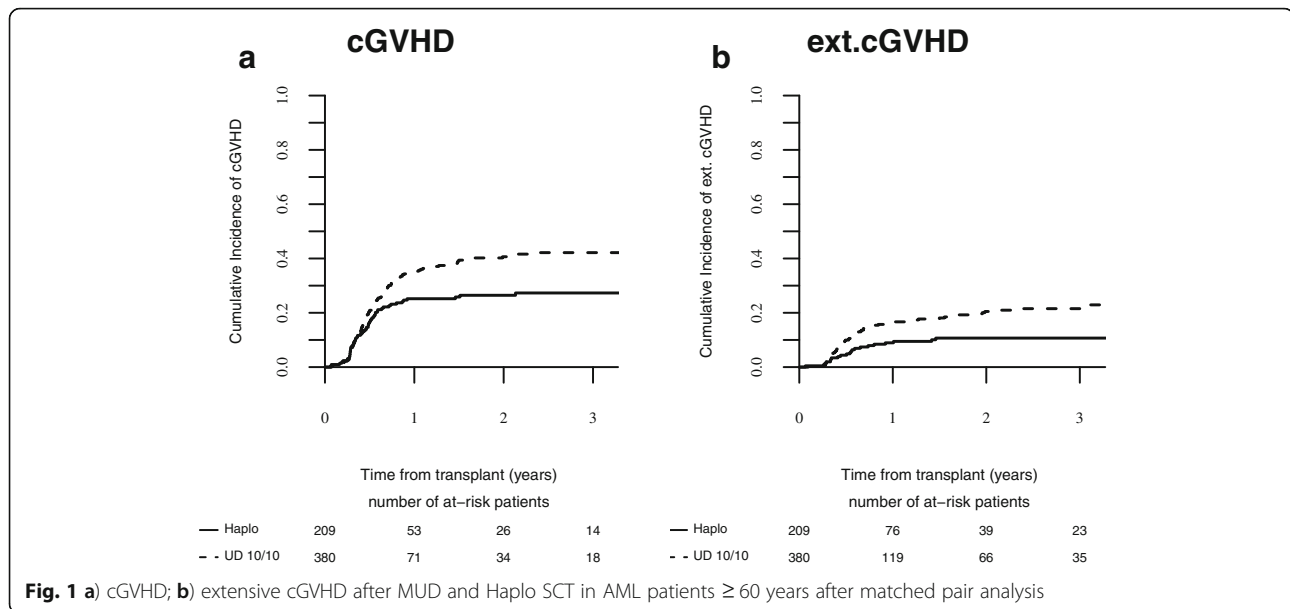 cGVHD
ext.cGVHD
a
b
Cumulative Incidence of cGVHD
1.0
0.8
0.6
0.4
0.2
0.0
0 1 2 3
Time from transplant (years)
number of at−risk patients
Haplo 209 53 26 14
UD 10/10 380 71 34 18
Cumulative Incidence of ext. cGVHD
1.0
0.8
0.6
0.4
0.2
0.0
0 1 2 3
Time from transplant (years)
number of at−risk patients
Haplo 209 76 39 23
UD 10/10 380 119 66 35
Fig. 1 a) cGVHD; b) extensive cGVHD after MUD and Haplo SCT in AML patients ≥ 60 years after matched pair analysis